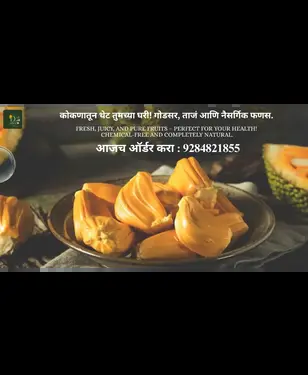 कोकणातून थेट तुमच्या घरी! गोडसर, ताजं आणि नैसर्गिक फणस.
FRESH, JUICY, AND PURE FRUITS – PERFECT FOR YOUR HEALTH!
CHEMICAL-FREE AND COMPLETELY NATURAL.
आजच ऑर्डर करा : 9284821855